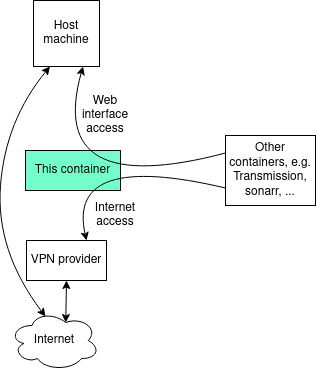 Host
machine
Web
interface
access
This container
Other
containers, e.g.
Transmission,
sonarr, ...
Internet
access
VPN provider
Internet